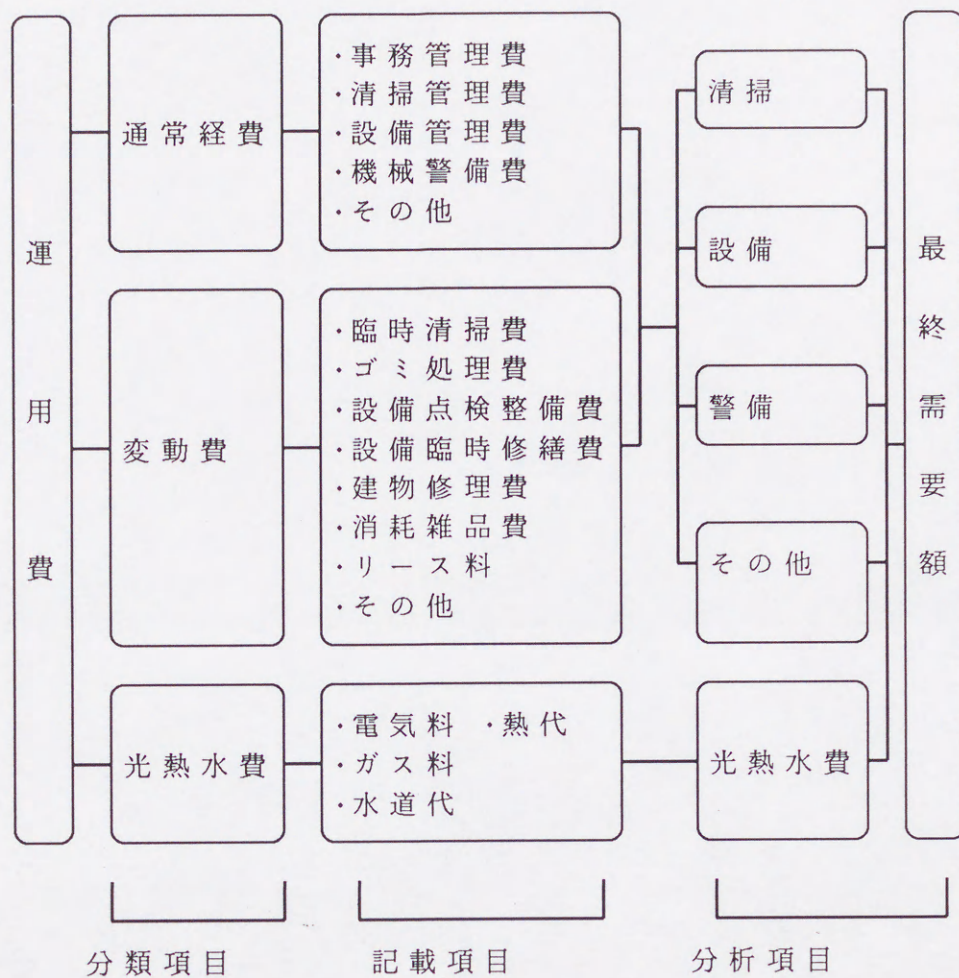 運用費
通常経費
・事務管理費
・清掃管理費
・設備管理費
・機械警備費
・その他
変動費
・臨時清掃費
・ゴミ処理費
・設備点検整備費
・設備臨時修繕費
・建物修理費
・消耗雑品費
・リース料
・その他
光熱水費
・電気料 ・熱代
・ガス料
・水道代
清掃
設備
警備
その他
光熱水費
最終需要額
分類項目
記載項目
分析項目